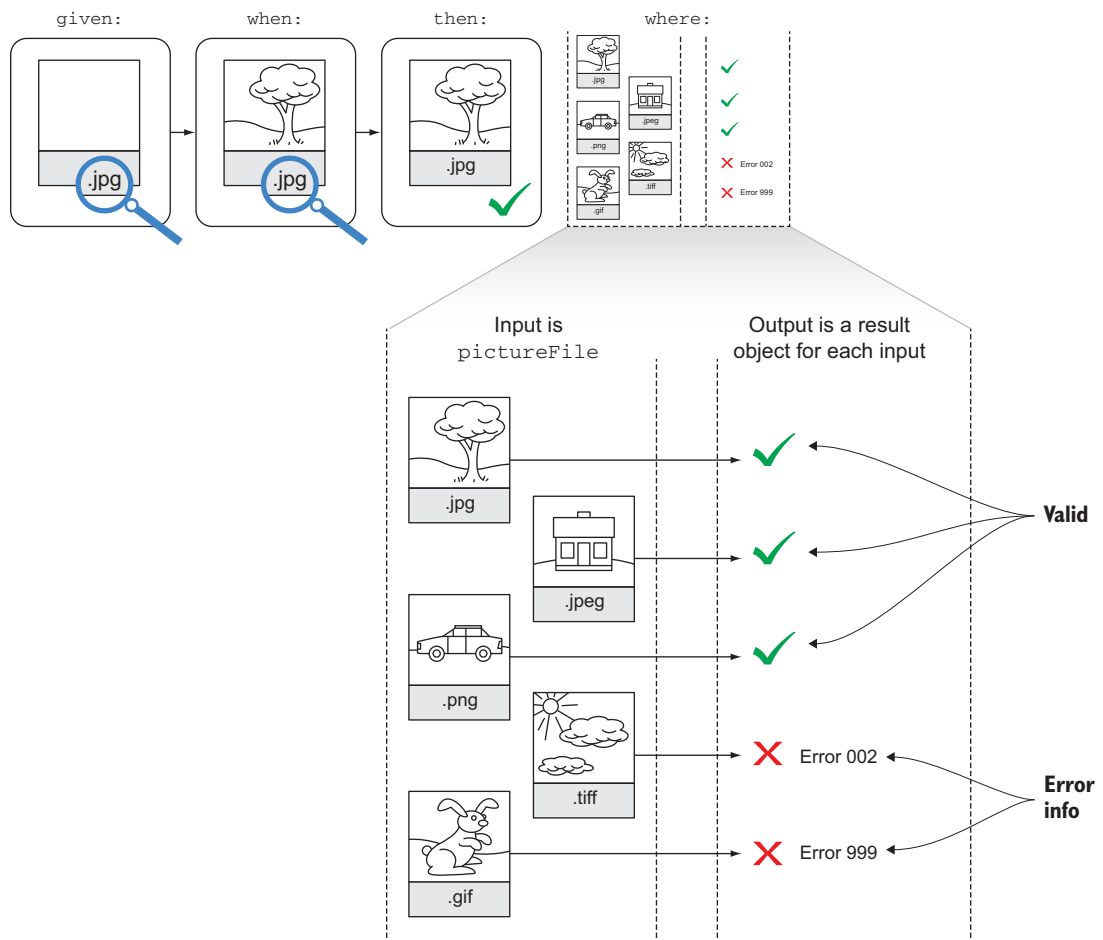 given:
when:
then:
where:
.jpg
.jpg
.jpg
.jpg
.jpeg
.png
.tiff
.gif
Error 002
Error 999
Input is
pictureFile
Output is a result
object for each input
.jpg
.jpeg
.png
.tiff
.gif
Valid
Error 002
Error 999
Error
info